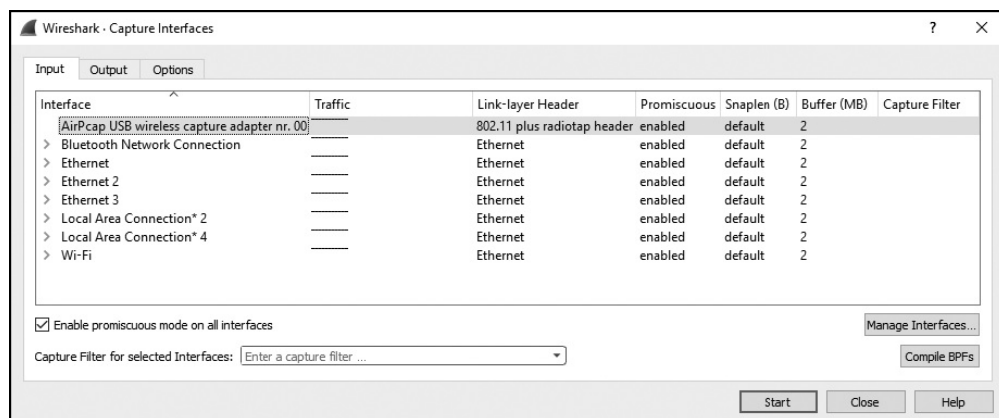 Wireshark · Capture Interfaces
Input Output Options
Interface Traffic Link-layer Header Promiscuous Snaplen (B) Buffer (MB) Capture Filter
AirPcap USB wireless capture adapter nr. 00 802.11 plus radiotap header enabled default 2
Bluetooth Network Connection Ethernet enabled default 2
Ethernet Ethernet enabled default 2
Ethernet 2 Ethernet enabled default 2
Ethernet 3 Ethernet enabled default 2
Local Area Connection* 2 Ethernet enabled default 2
Local Area Connection* 4 Ethernet enabled default 2
Wi-Fi Ethernet enabled default 2
Enable promiscuous mode on all interfaces Manage Interfaces...
Capture Filter for selected Interfaces: Enter a capture filter ... Compile BPFs
Start Close Help